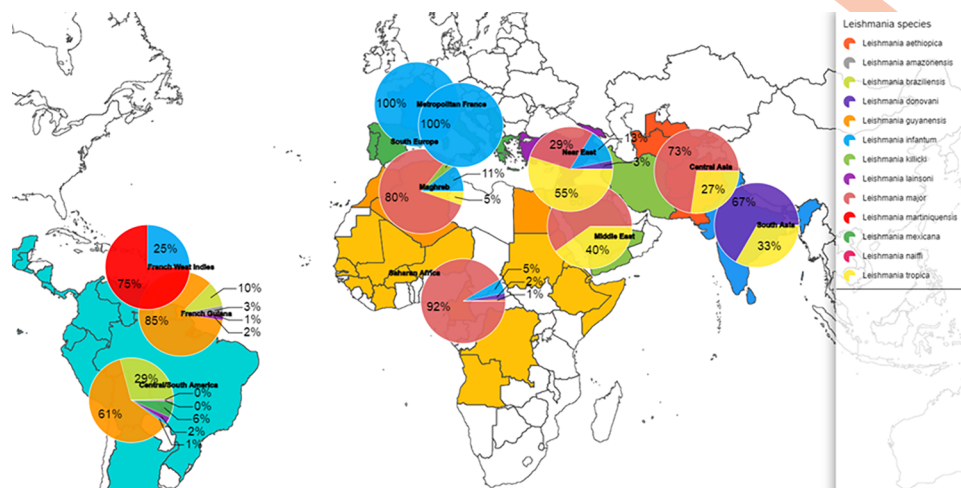 Leishmania species
Leishmania aethiopica
Leishmania amazonensis
Leishmania braziliensis
Leishmania donovani
Leishmania guyanensis
Leishmania infantum
Leishmania killicki
Leishmania lainsoni
Leishmania major
Leishmania martiniquensis
Leishmania mexicana
Leishmania naiffi
Leishmania tropica
100%
Metropolitan France
100%
South Europe
80%
Maghreb
11%
5%
29%
Near East
13%
3%
55%
73%
Central Asia
27%
67%
South Asia
33%
Middle East
40%
Saharan Africa
92%
5%
2%
1%
25%
French West Indies
75%
10%
3%
French Guiana
1%
85%
2%
29%
Central/South America
0%
0%
61%
6%
2%
1%